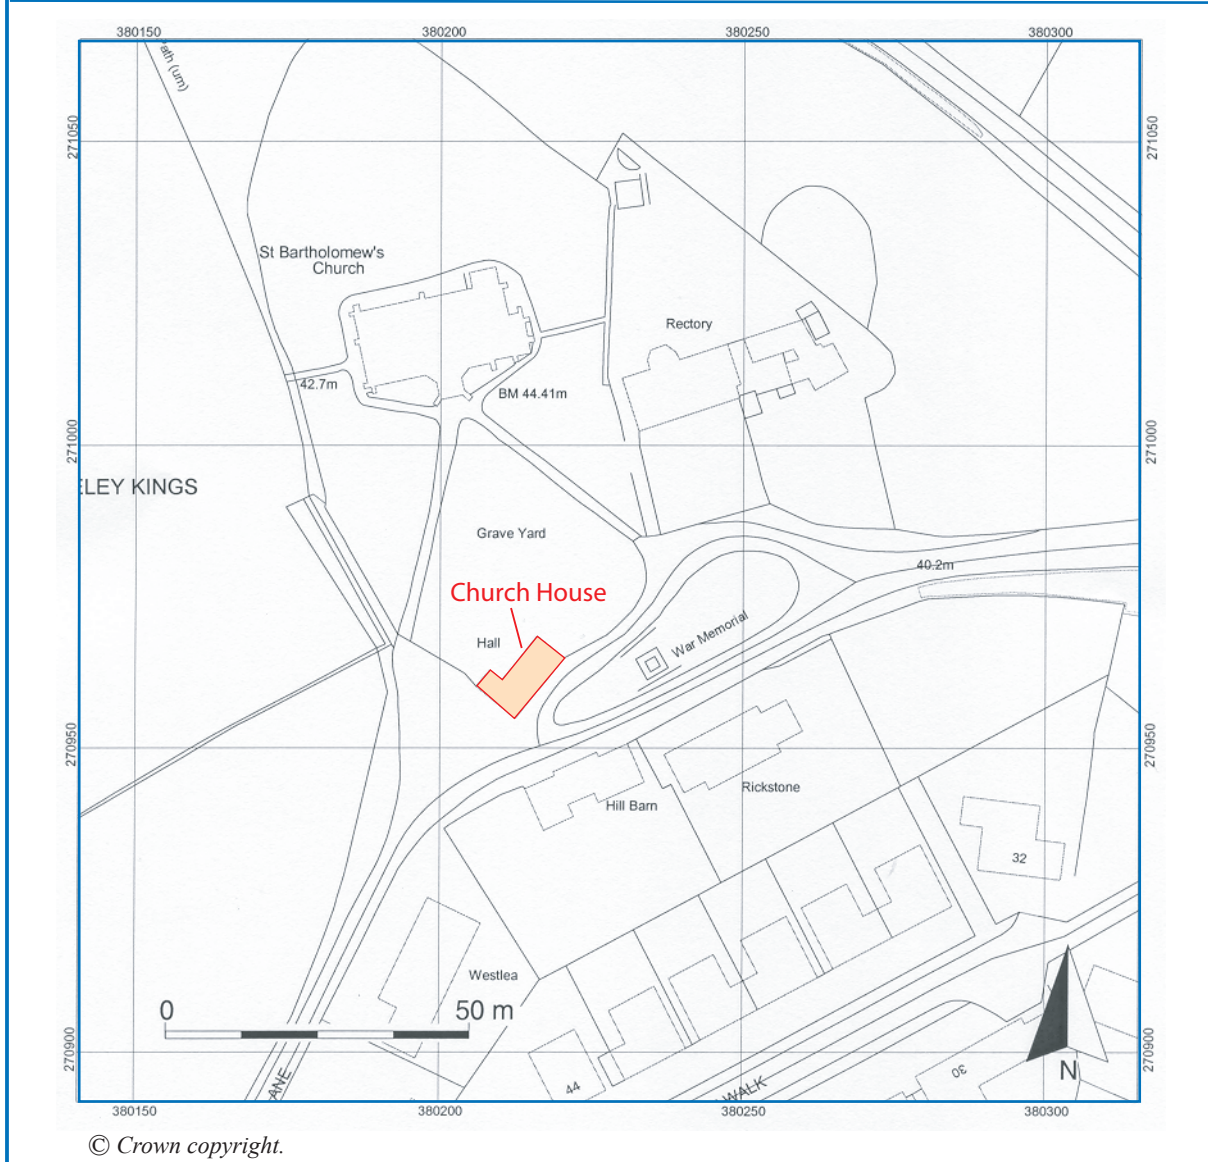 380150 380200 380250 380300
Path (um)
271050 271050
St Bartholomew's
Church
Rectory
42.7m
BM 44.41m
271000 271000
ELEY KINGS
Grave Yard
40.2m
Church House
War Memorial
Hall
270950 270950
Rickstone
Hill Barn
32
Westlea
0 50 m
270900 270900
N
30
44
ANE
WALK
380150 380200 380250 380300
© Crown copyright.